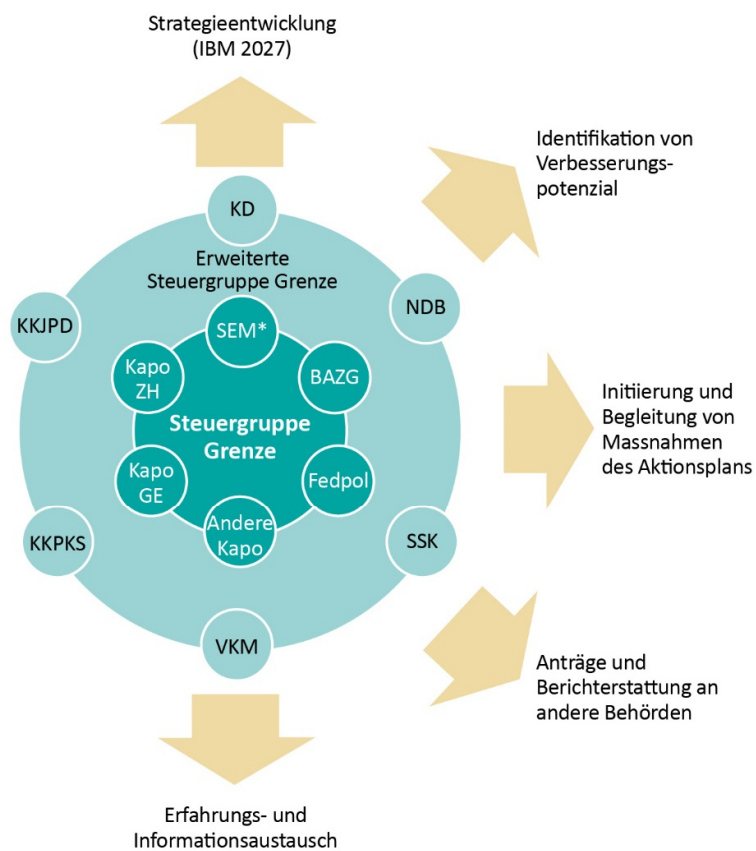 Strategieentwicklung
(IBM 2027)
Identifikation von
Verbesserungs-
potenzial
KD
Erweiterte
Steuergruppe Grenze
NDB
KKJPD
SEM*
Kapo
ZH
BAZG
Steuergruppe
Grenze
Initiierung und
Begleitung von
Massnahmen
des Aktionsplans
Kapo
GE
Fedpol
Andere
Kapo
KKPKS
SSK
VKM
Anträge und
Berichterstattung an
andere Behörden
Erfahrungs- und
Informationsaustausch